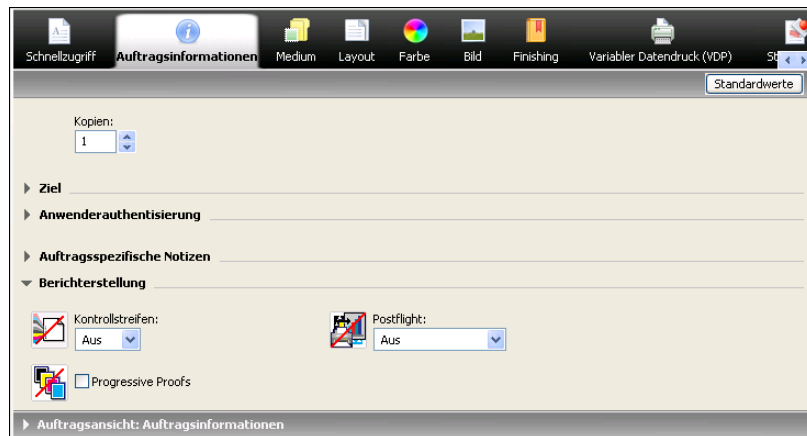 Schnellzugriff Auftragsinformationen Medium Layout Farbe Bild Finishing Variabler Datendruck (VDP)
Standardwerte
Kopien:
1
Ziel
Anwenderauthentisierung
Auftragsspezifische Notizen
Berichterstellung
Kontrollstreifen: Postflight:
Aus Aus
Progressive Proofs
Auftragsansicht: Auftragsinformationen